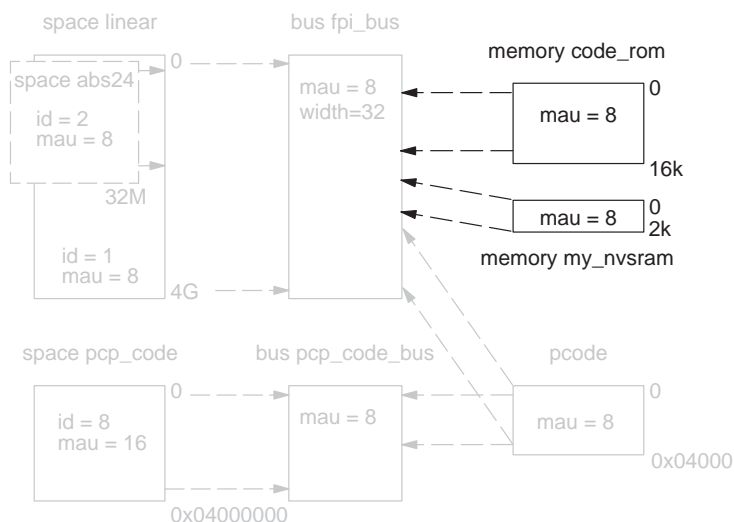 space linear
bus fpi_bus
memory code_rom
0
space abs24
id = 2
mau = 8
32M
id = 1
mau = 8
4G
mau = 8
width=32
0
mau = 8
16k
0
mau = 8
2k
memory my_nvsram
space pcp_code
bus pcp_code_bus
pcode
0
id = 8
mau = 16
0x04000000
mau = 8
0
mau = 8
0x04000